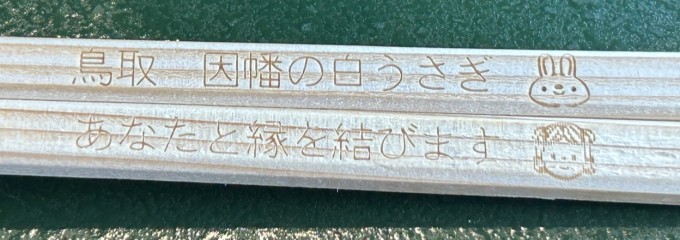 鳥取　因幡の白うさぎ
あなたと縁を結びます